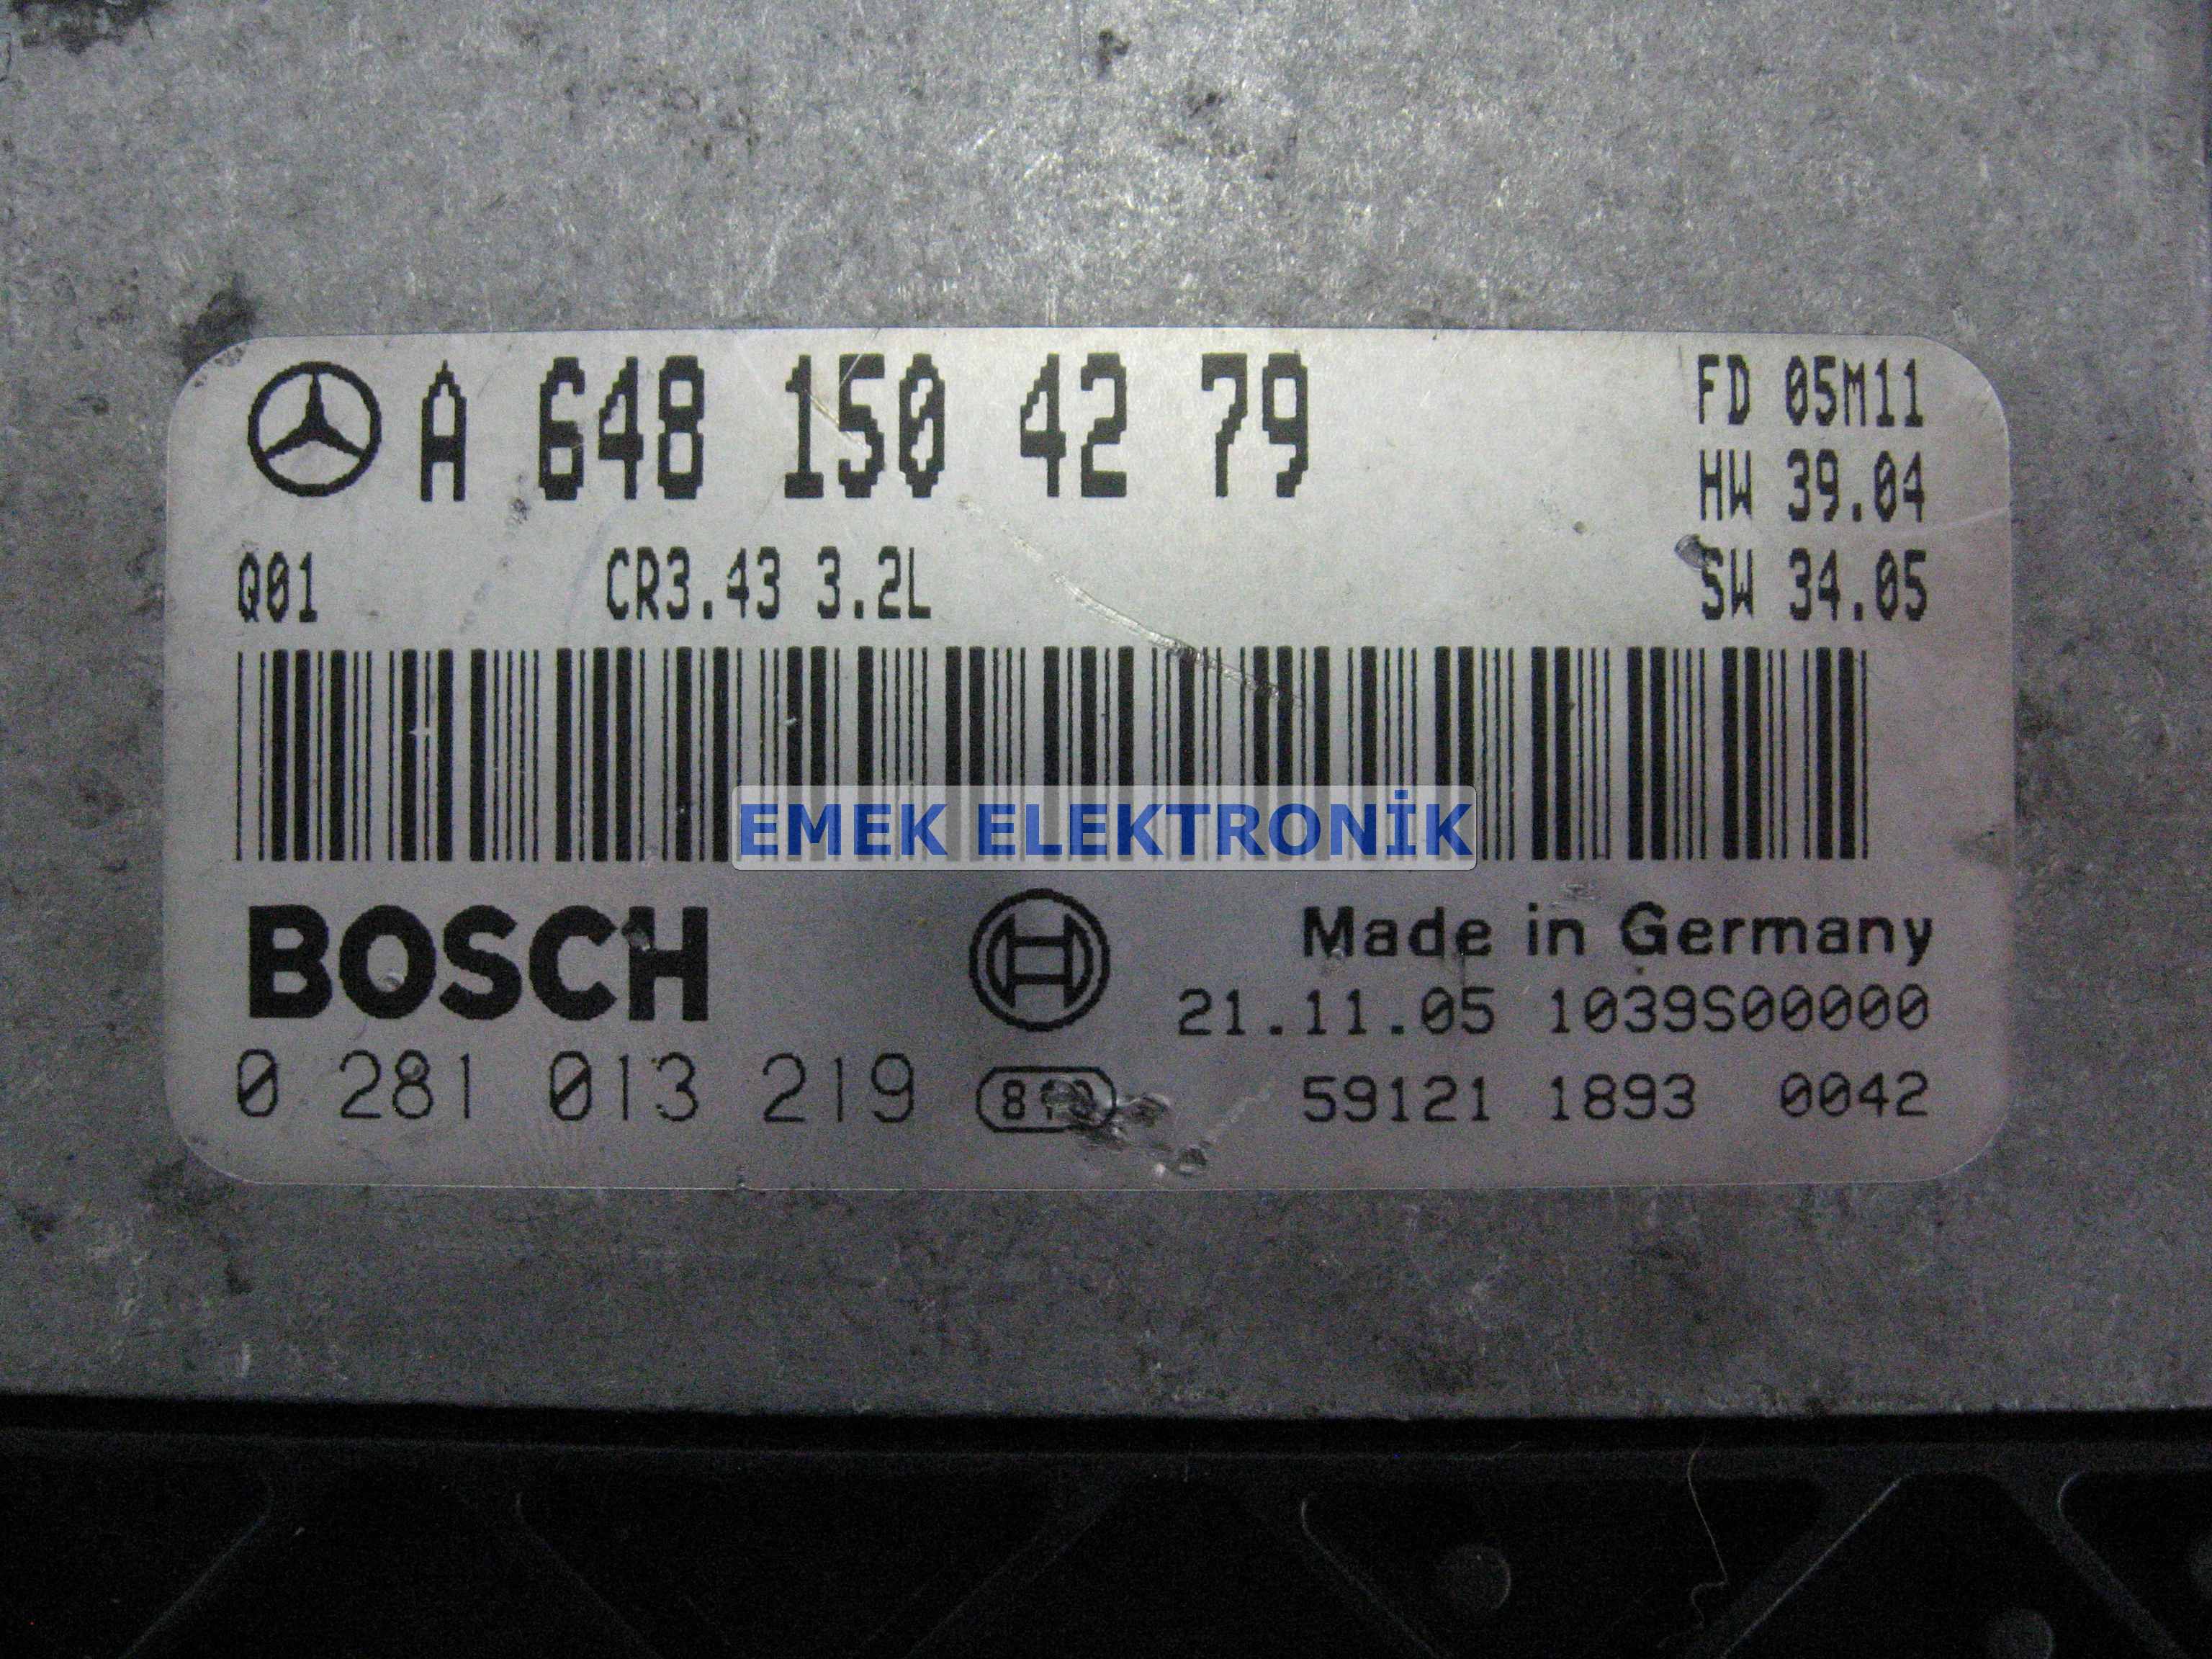 A 648 150 42 79
FD 05M11
HW 39.04
Q01 CR3.43 3.2L
SW 34.05
EMEK ELEKTRONİK
BOSCH
Made in Germany
21.11.05 1039S00000
0 281 013 219
59121 1893 0042